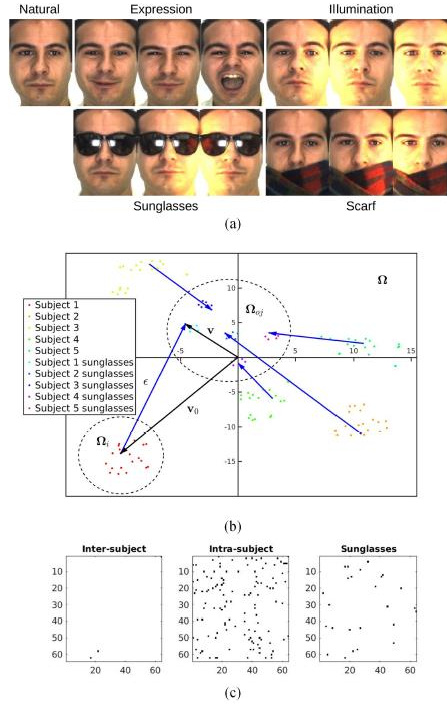 Natural Expression Illumination
Sunglasses Scarf
(a)
Ω
10
Ω_oj
5
v
-5 5 10 15
Subject 1
Subject 2
Subject 3
Subject 4
Subject 5
Subject 1 sunglasses
Subject 2 sunglasses
Subject 3 sunglasses
Subject 4 sunglasses
Subject 5 sunglasses
ϵ
v₀
-5
-10
Ω_i
-15
(b)
Inter-subject Intra-subject Sunglasses
10 10 10
20 20 20
30 30 30
40 40 40
50 50 50
60 60 60
20 40 60 20 40 60 20 40 60
(c)